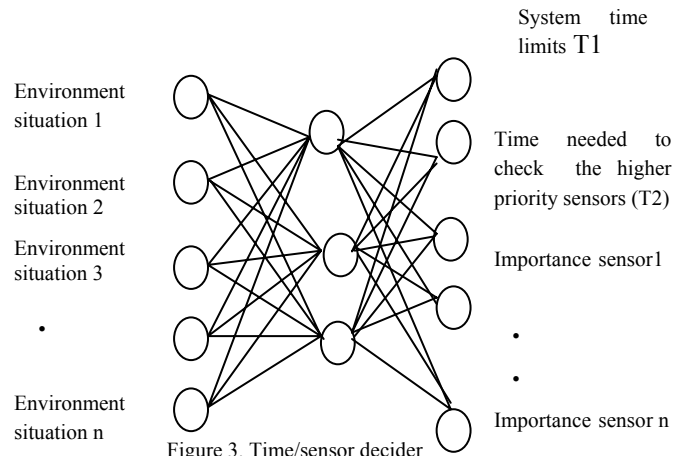 System time
limits T1
Environment
situation 1
Time needed to
check the higher
priority sensors (T2)
Environment
situation 2
Environment
situation 3
Importance sensor1
•
•
•
Environment
situation n
Importance sensor n
Figure 3. Time/sensor decider